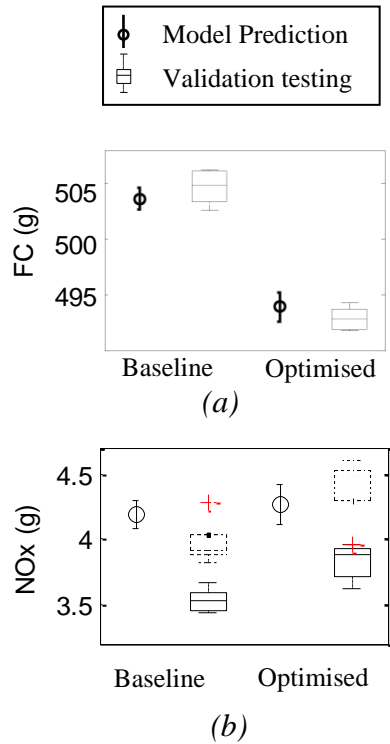 Model Prediction
Validation testing
FC (g)
505
500
495
Baseline Optimised
(a)
NOx (g)
4.5
4
3.5
Baseline Optimised
(b)